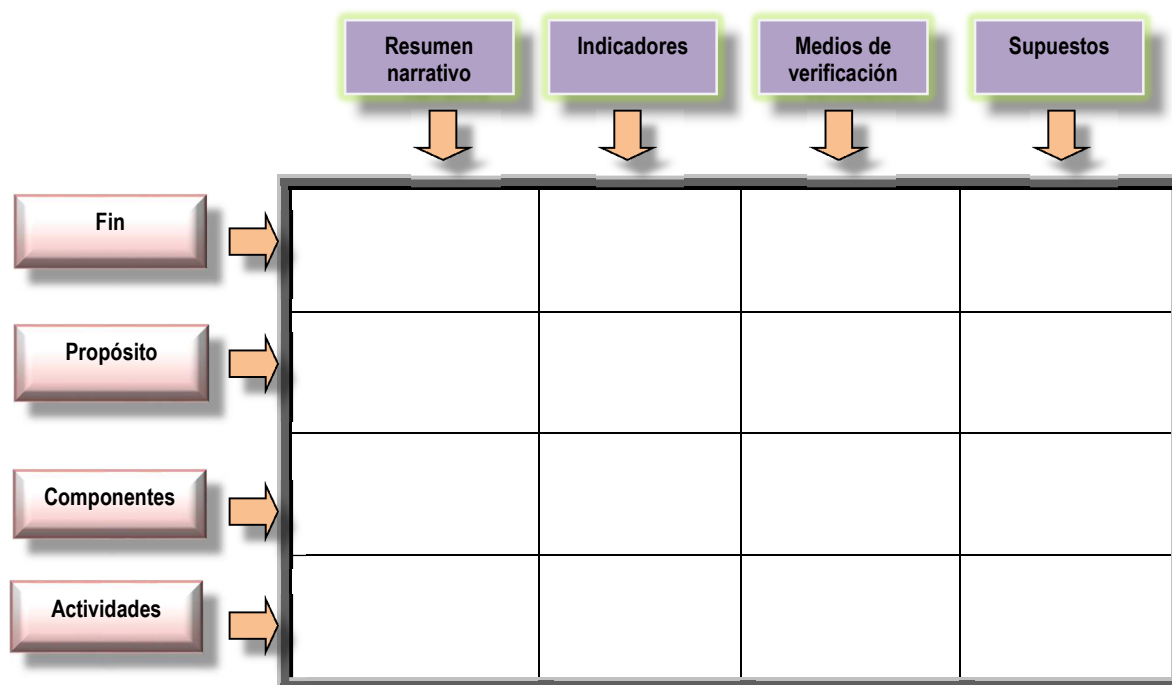 Resumen
narrativo
Indicadores
Medios de
verificación
Supuestos
Fin
Propósito
Componentes
Actividades